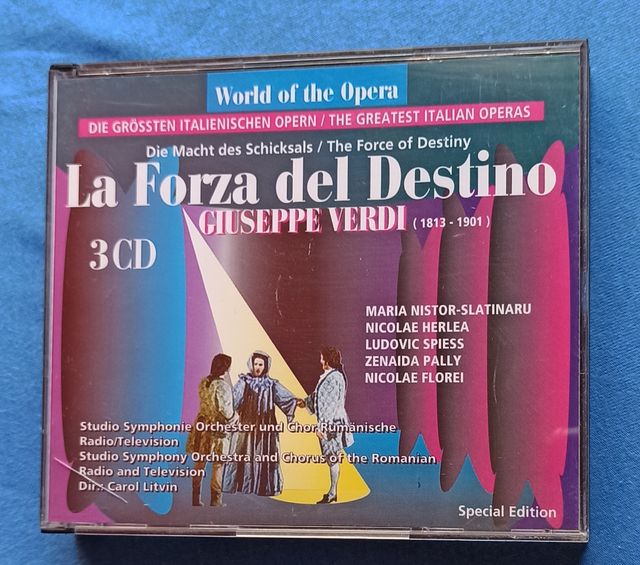 World of the Opera
DIE GRÖSSTEN ITALIENISCHEN OPERN / THE GREATEST ITALIAN OPERAS
Die Macht des Schicksals / The Force of Destiny
La Forza del Destino
GIUSEPPE VERDI ( 1813 - 1901 )
3 CD
MARIA NISTOR-SLATINARU
NICOLAE HERLEA
LUDOVIC SPIESS
ZENAIDA PALLY
NICOLAE FLOREI
Studio Symphonie Orchester und Chor Rumänische
Radio/Television
Studio Symphony Orchestra and Chorus of the Romanian
Radio and Television
Dir.: Carol Litvin
Special Edition